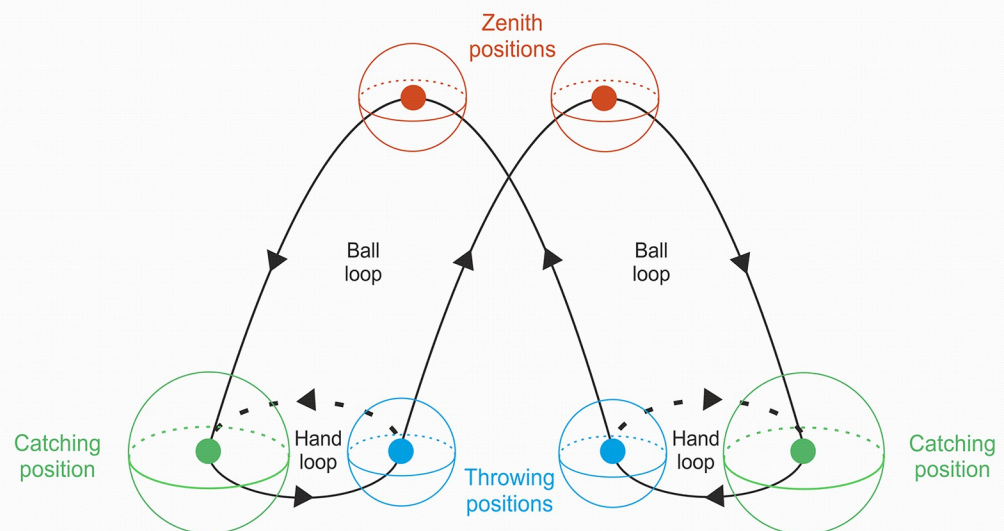 Zenith
positions
Ball
loop
Ball
loop
Catching
position
Hand
loop
Throwing
positions
Hand
loop
Catching
position